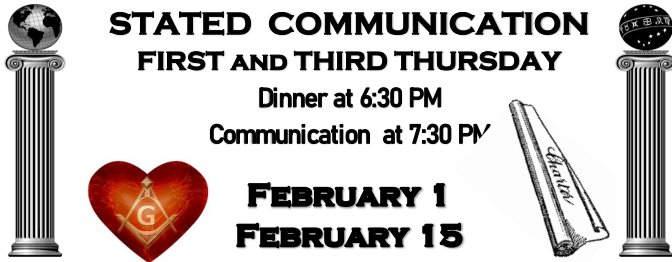 STATED COMMUNICATION
FIRST AND THIRD THURSDAY
Dinner at 6:30 PM
Communication at 7:30 PM
Charter
G
February 1
February 15